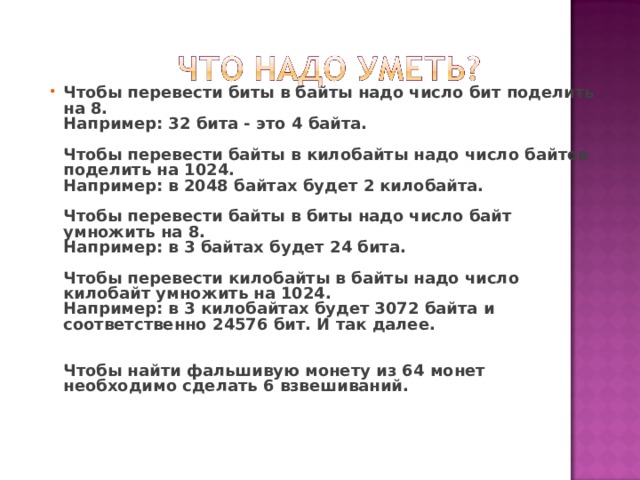 ЧТО НАДО УМЕТЬ?
Чтобы перевести биты в байты надо число бит поделить
на 8.
Например: 32 бита - это 4 байта.
Чтобы перевести байты в килобайты надо число байтов
поделить на 1024.
Например: в 2048 байтах будет 2 килобайта.
Чтобы перевести байты в биты надо число байт
умножить на 8.
Например: в 3 байтах будет 24 бита.
Чтобы перевести килобайты в байты надо число
килобайт умножить на 1024.
Например: в 3 килобайтах будет 3072 байта и
соответственно 24576 бит. И так далее.
Чтобы найти фальшивую монету из 64 монет
необходимо сделать 6 взвешиваний.